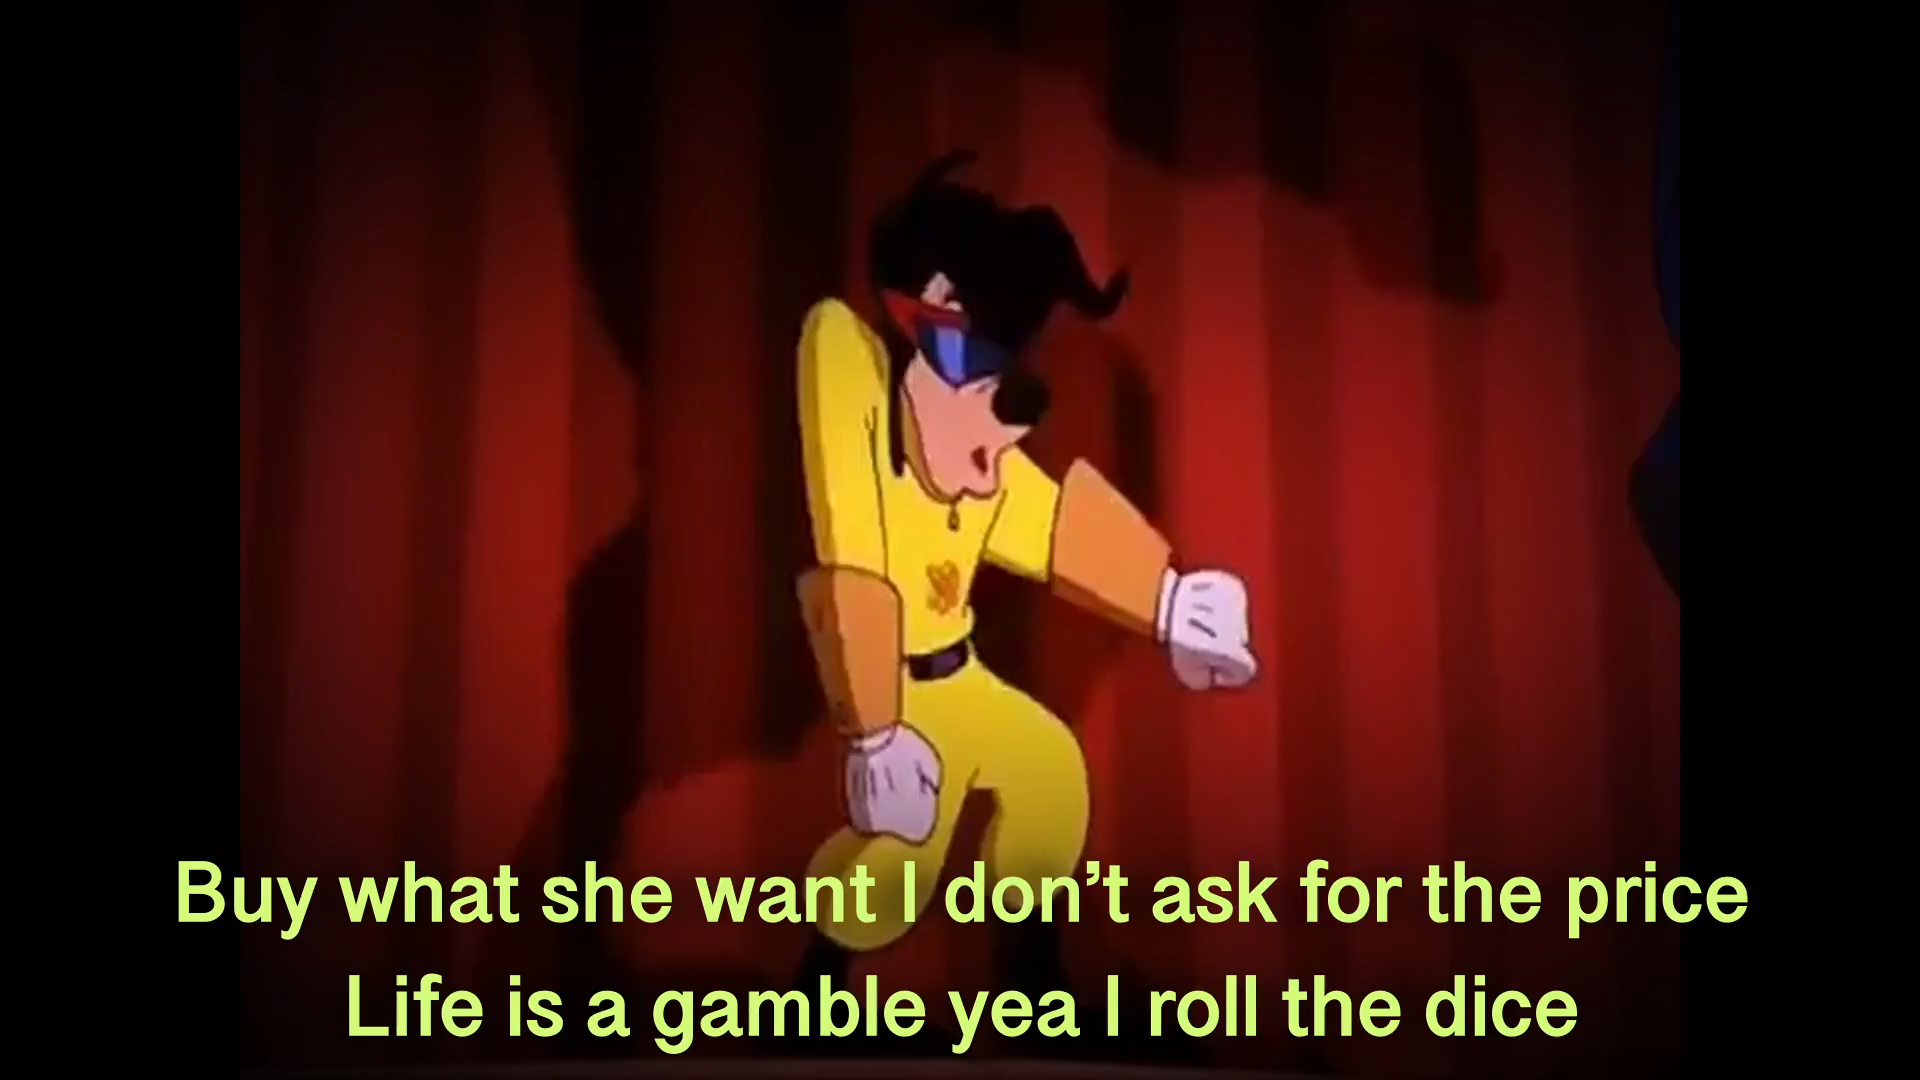 Buy what she want I don’t ask for the price
Life is a gamble yea I roll the dice